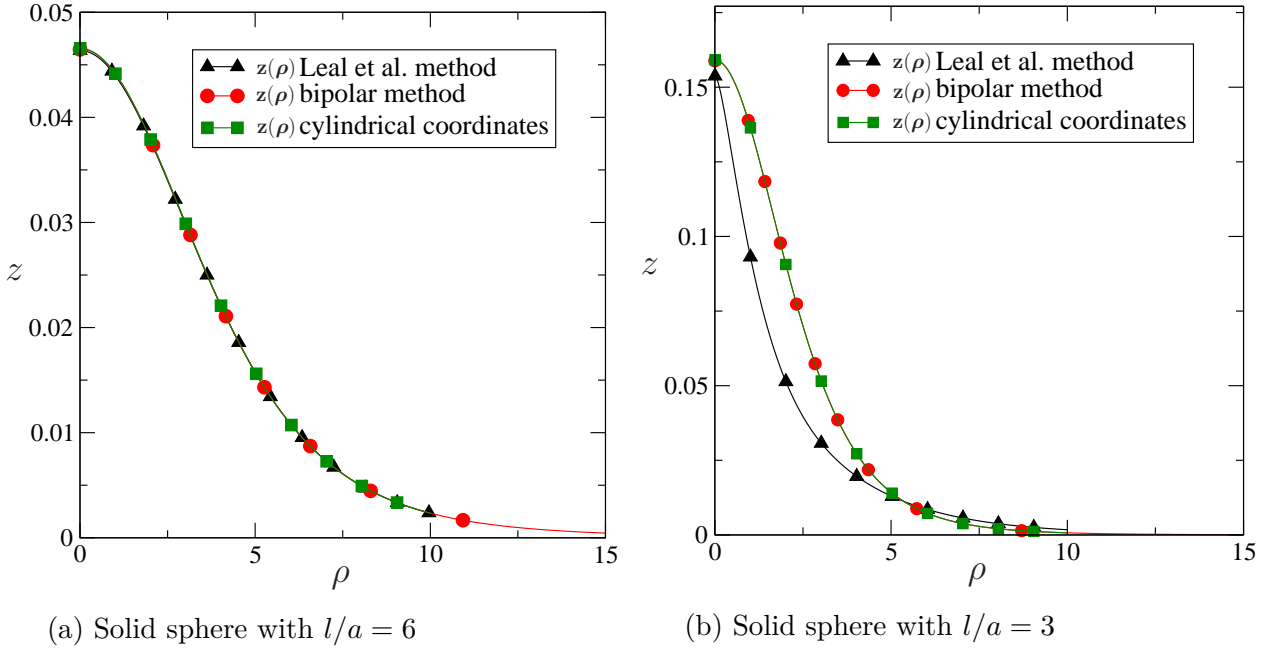 0.05
0.04
0.03
0.02
0.01
0
z
0
5
10
15
ρ
z(ρ) Leal et al. method
z(ρ) bipolar method
z(ρ) cylindrical coordinates
(a) Solid sphere with l/a = 6
0.15
0.1
0.05
0
z
0
5
10
15
ρ
z(ρ) Leal et al. method
z(ρ) bipolar method
z(ρ) cylindrical coordinates
(b) Solid sphere with l/a = 3